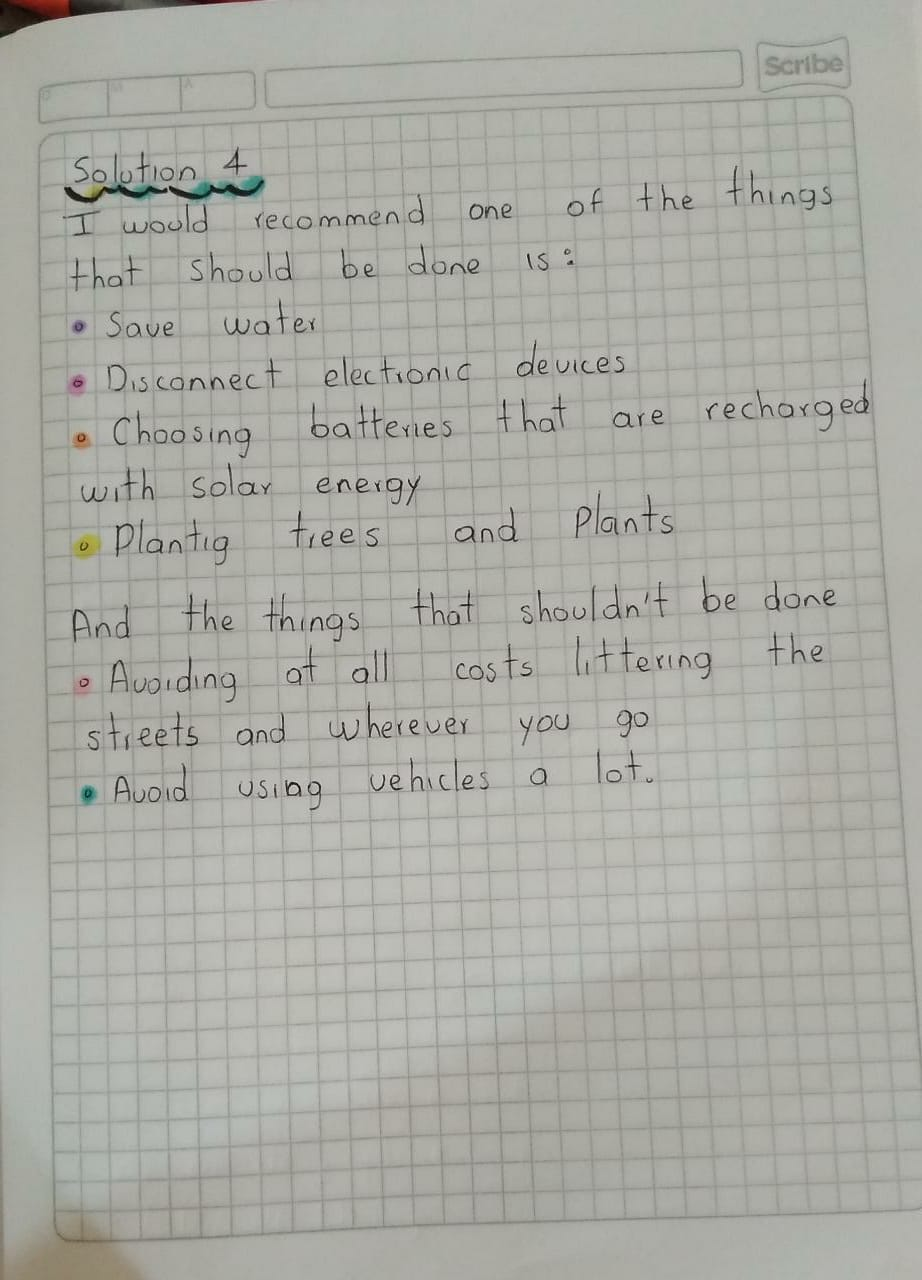 Scribe
Solution 4
I would recommend one of the things
that should be done is:
• Save water
• Disconnect electronic devices
• Choosing batteries that are recharged
with solar energy
• Plantig trees and Plants
And the things that shouldn't be done
• Avoiding at all costs littering the
streets and wherever you go
• Avoid using vehicles a lot.